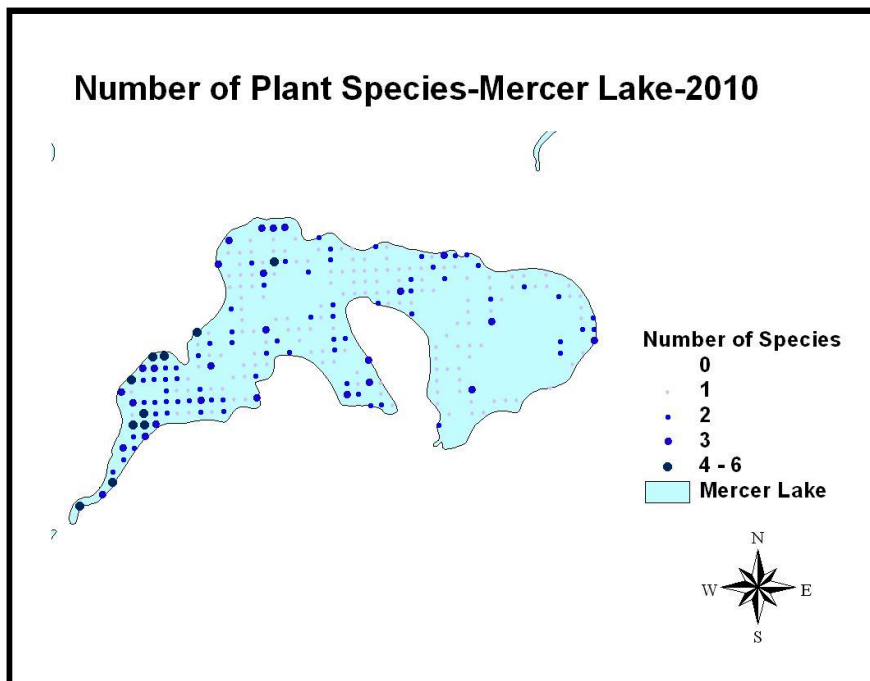 Number of Plant Species-Mercer Lake-2010
Number of Species
0
1
2
3
4 - 6
Mercer Lake
N
W E
S